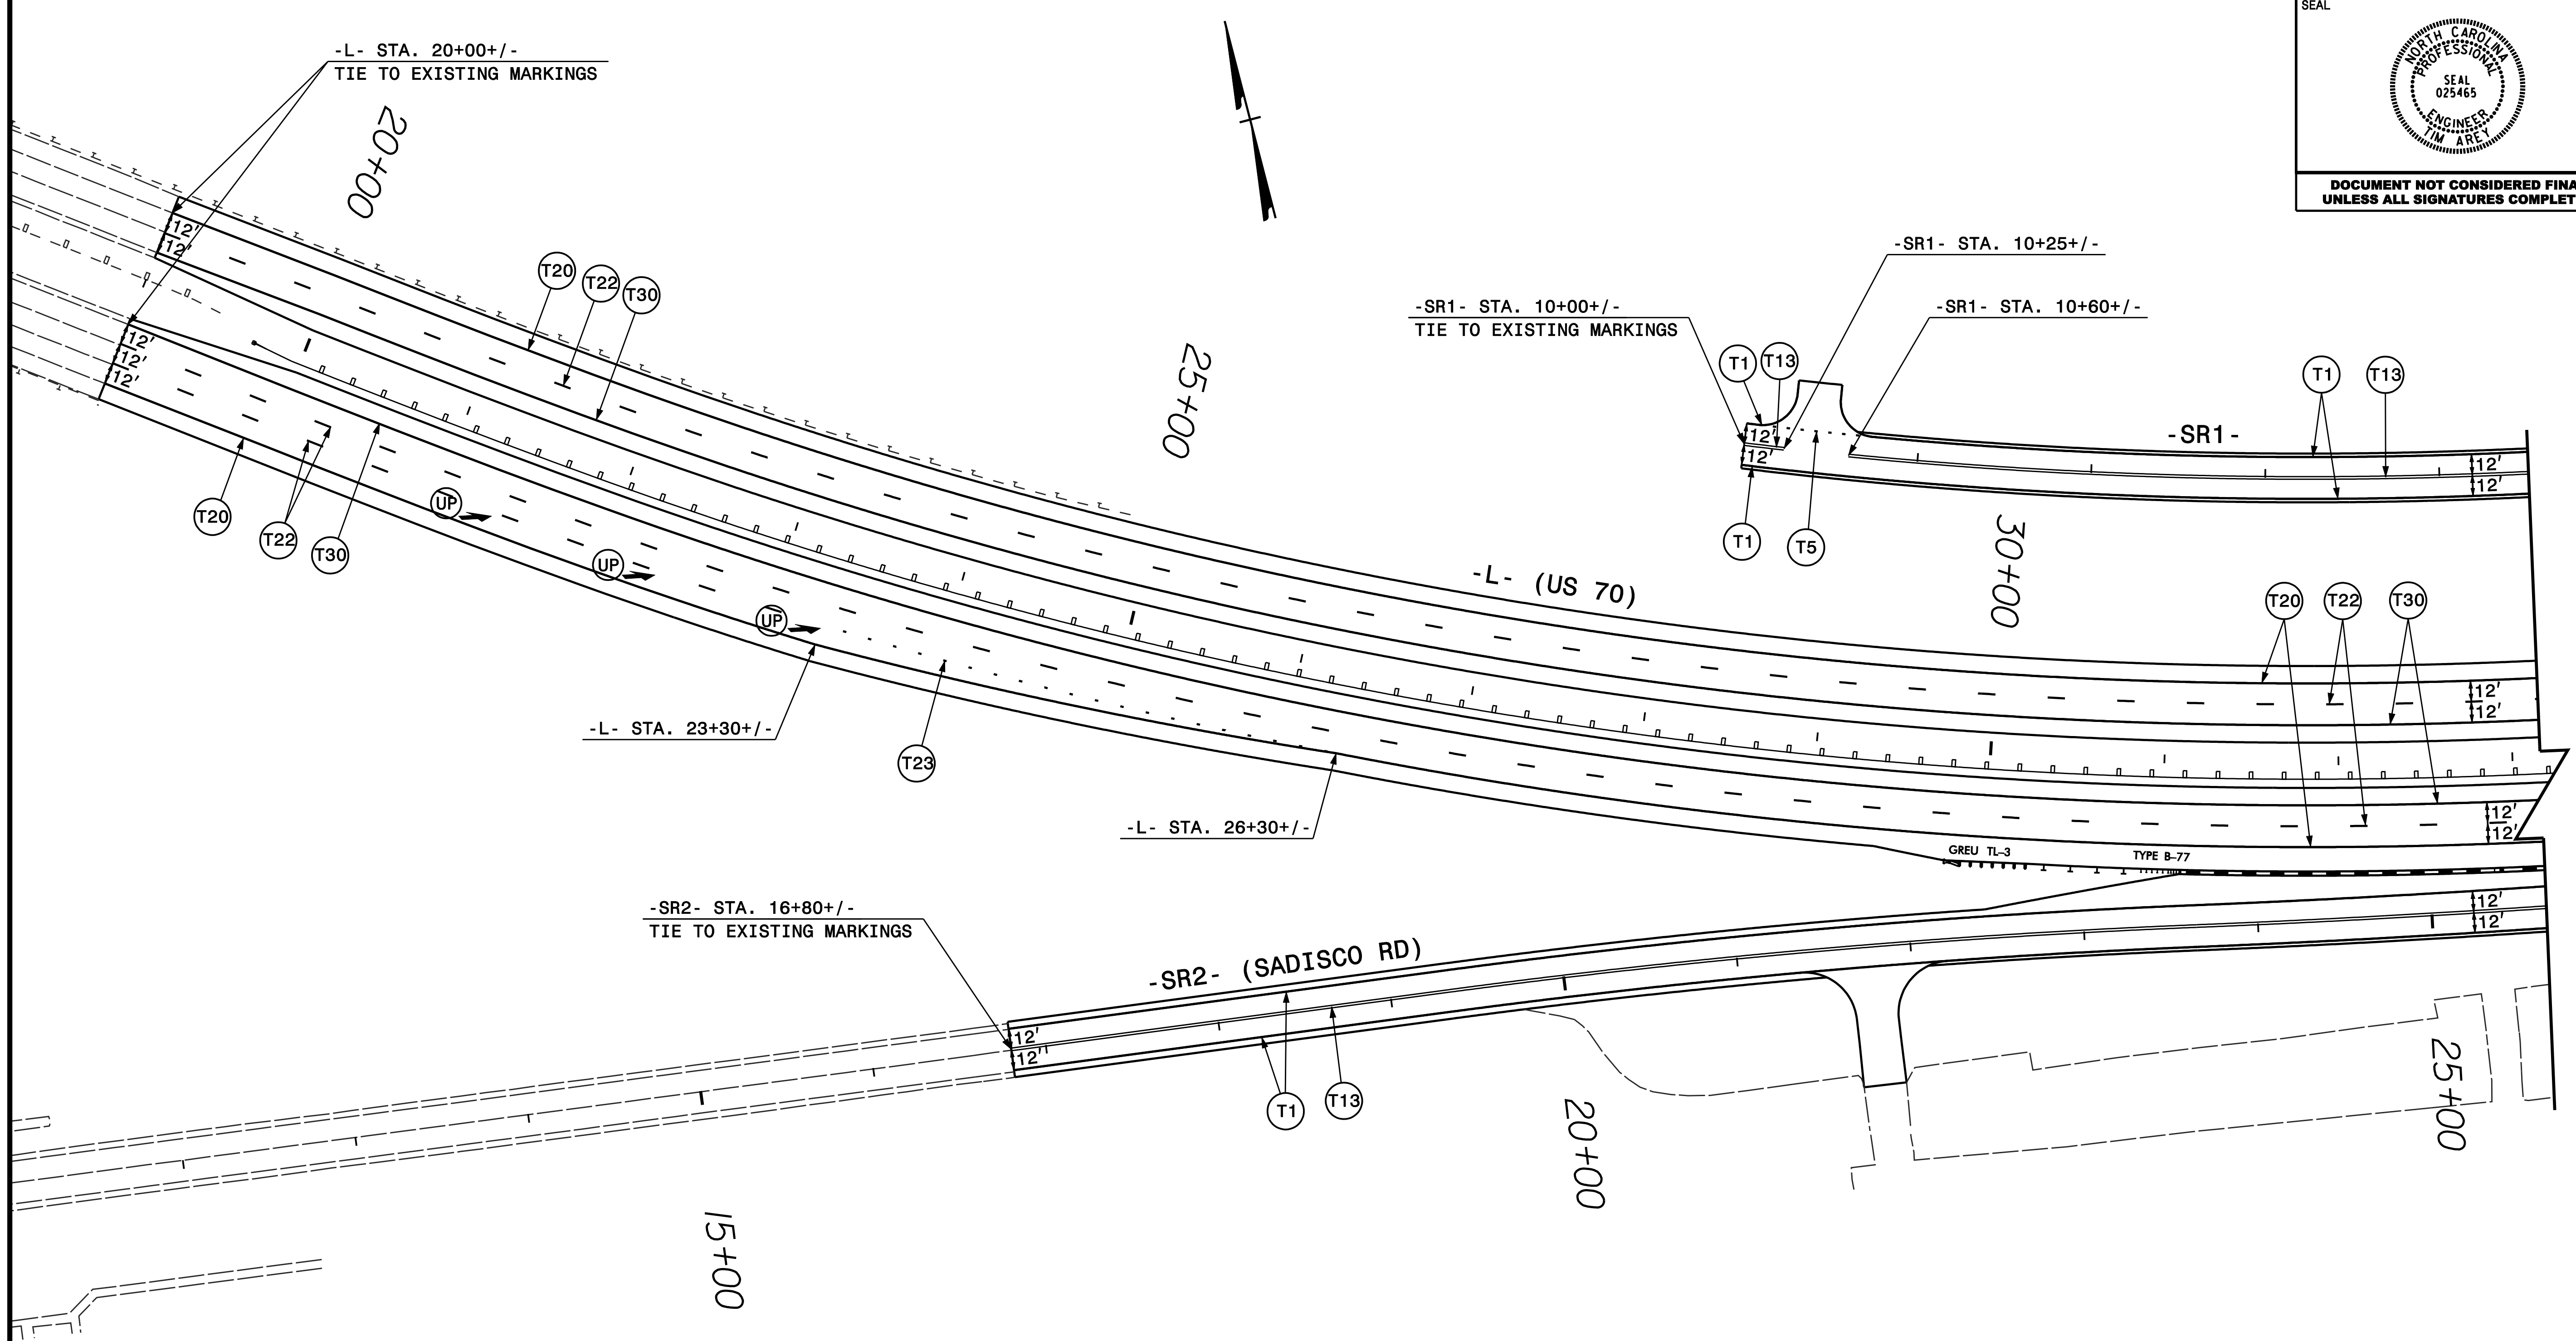 SEAL
NORTH CAROLINA
PROFESSIONAL
SEAL
025465
ENGINEER
TIM AREY
DOCUMENT NOT CONSIDERED FINA
UNLESS ALL SIGNATURES COMPLET
-L- STA. 20+00+/-
TIE TO EXISTING MARKINGS
20+00
12'
12'
12'
12'
12'
T20
T22
T30
T20
T22
T30
UP
UP
UP
-L- STA. 23+30+/-
T23
-L- STA. 26+30+/-
25+00
-L- (US 70)
-SR1- STA. 10+25+/-
-SR1- STA. 10+00+/-
TIE TO EXISTING MARKINGS
-SR1- STA. 10+60+/-
T1
T13
12'
12'
T1
T5
T1
T13
-SR1-
12'
12'
30+00
T20
T22
T30
12'
12'
12'
12'
GREU TL-3
TYPE B-77
12'
12'
-SR2- STA. 16+80+/-
TIE TO EXISTING MARKINGS
-SR2- (SADISCO RD)
12'
12'
T1
T13
15+00
20+00
25+00